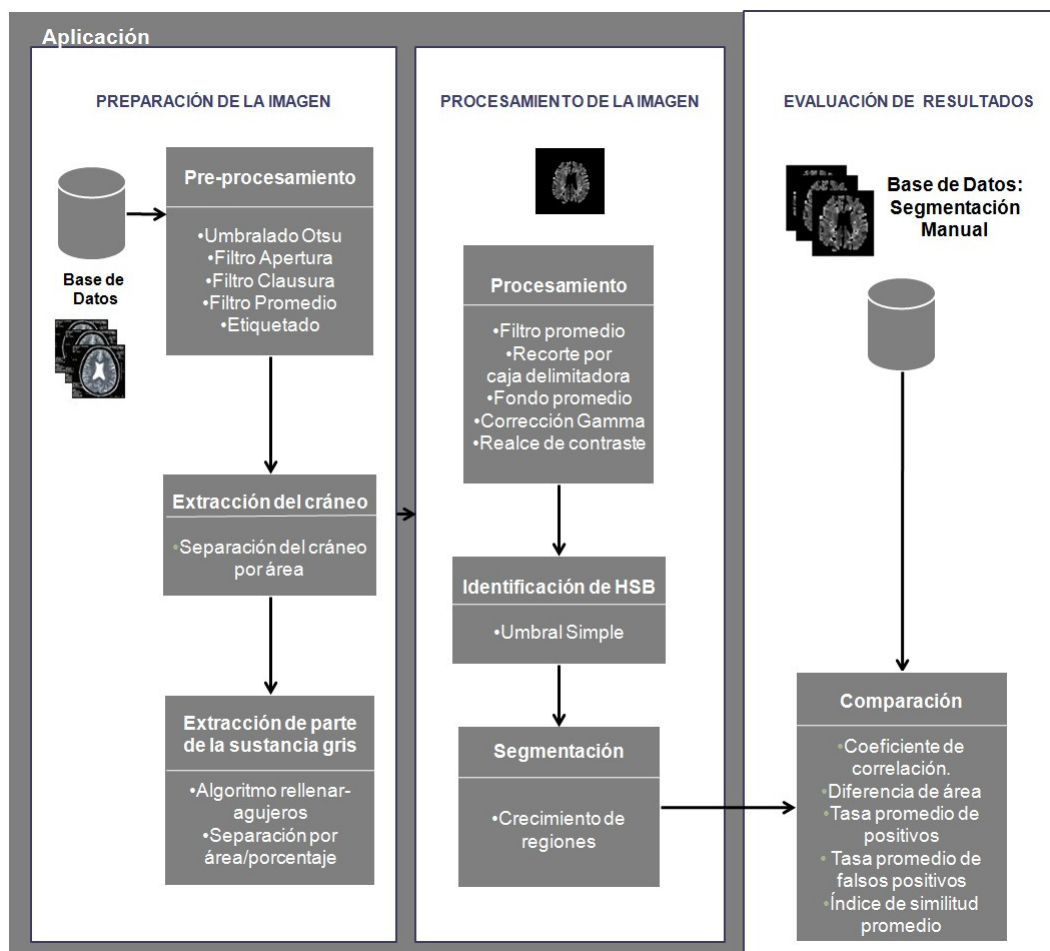 Aplicación
PREPARACIÓN DE LA IMAGEN
Base de
Datos
Pre-procesamiento
•Umbralado Otsu
•Filtro Apertura
•Filtro Clausura
•Filtro Promedio
•Etiquetado
Extracción del cráneo
•Separación del cráneo
por área
Extracción de parte
de la sustancia gris
•Algoritmo rellenar-
agujeros
•Separación por
área/porcentaje
PROCESAMIENTO DE LA IMAGEN
Procesamiento
•Filtro promedio
•Recorte por
caja delimitadora
•Fondo promedio
•Corrección Gamma
•Realce de contraste
Identificación de HSB
•Umbral Simple
Segmentación
•Crecimiento de
regiones
EVALUACIÓN DE RESULTADOS
Base de Datos:
Segmentación
Manual
Comparación
•Coeficiente de
correlación.
•Diferencia de área
•Tasa promedio de
positivos
•Tasa promedio de
falsos positivos
•Índice de similitud
promedio